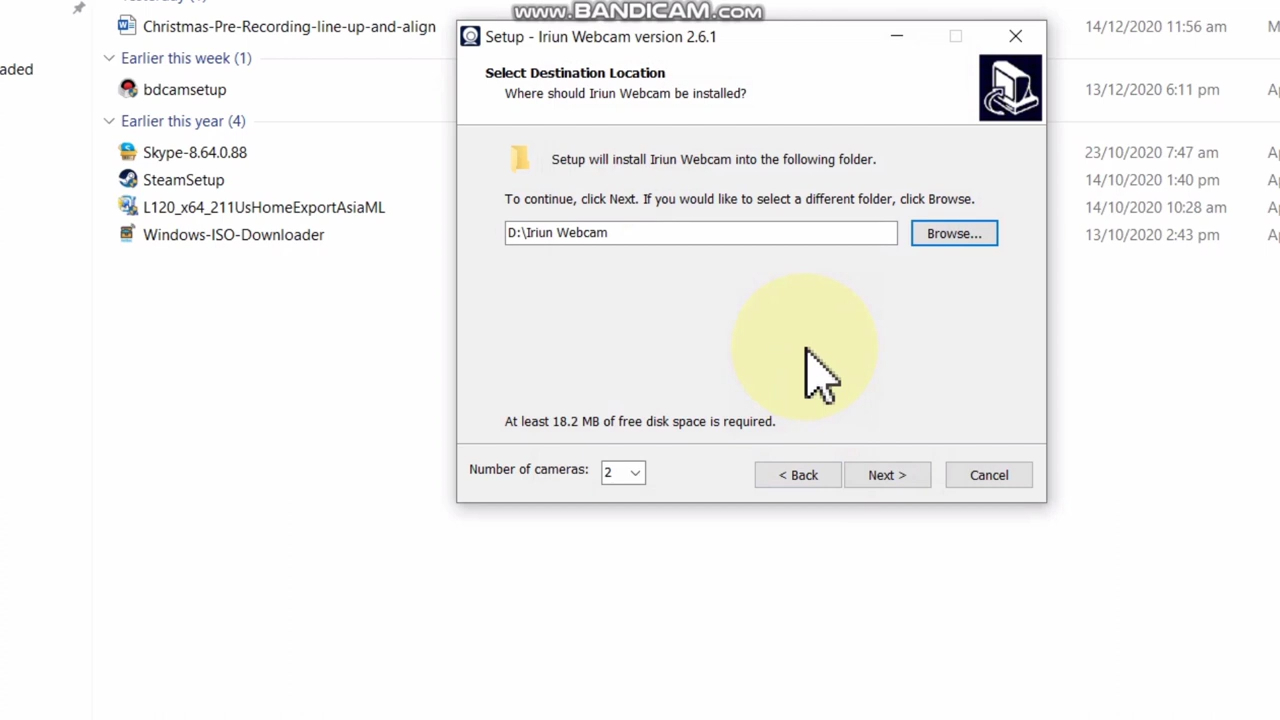 www.BANDICAM.com
Christmas-Pre-Recording-line-up-and-align
14/12/2020 11:56 am
Setup - Iriun Webcam version 2.6.1
Earlier this week (1)
aded
Select Destination Location
Where should Iriun Webcam be installed?
bdcamsetup
13/12/2020 6:11 pm
Earlier this year (4)
Skype-8.64.0.88
23/10/2020 7:47 am
Setup will install Iriun Webcam into the following folder.
SteamSetup
14/10/2020 1:40 pm
To continue, click Next. If you would like to select a different folder, click Browse.
L120_x64_211UsHomeExportAsiaML
14/10/2020 10:28 am
D:\Iriun Webcam
Browse...
Windows-ISO-Downloader
13/10/2020 2:43 pm
At least 18.2 MB of free disk space is required.
Number of cameras: 2
< Back
Next >
Cancel